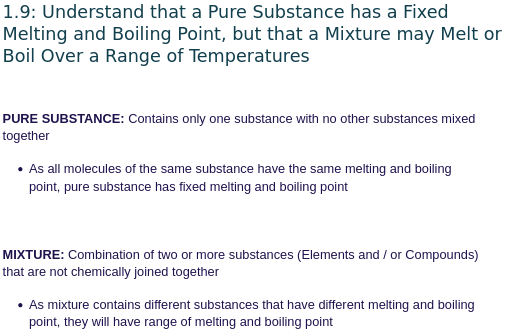 1.9: Understand that a Pure Substance has a Fixed
Melting and Boiling Point, but that a Mixture may Melt or
Boil Over a Range of Temperatures
PURE SUBSTANCE: Contains only one substance with no other substances mixed
together
• As all molecules of the same substance have the same melting and boiling
point, pure substance has fixed melting and boiling point
MIXTURE: Combination of two or more substances (Elements and / or Compounds)
that are not chemically joined together
• As mixture contains different substances that have different melting and boiling
point, they will have range of melting and boiling point